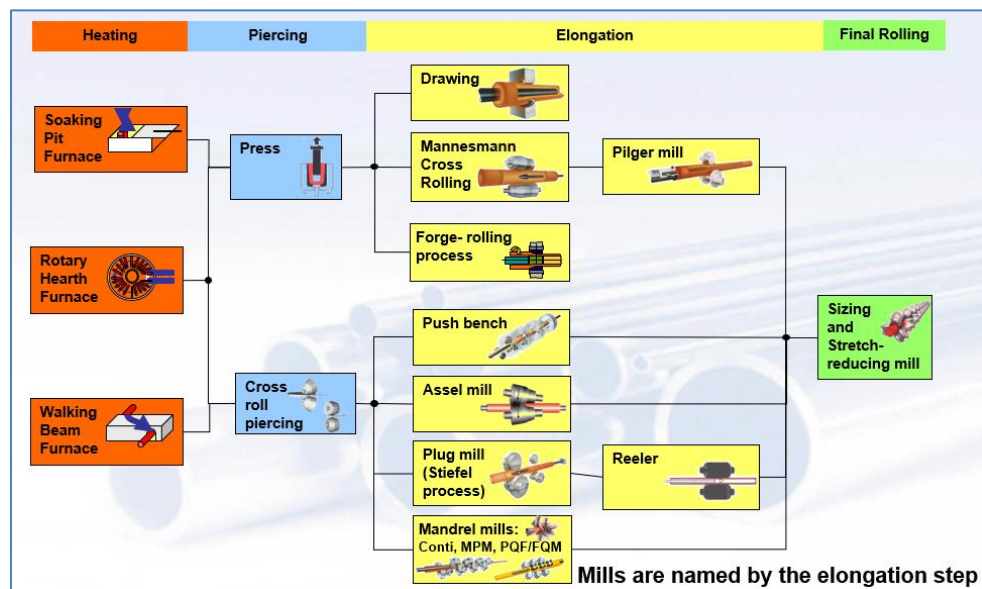 Heating
Piercing
Elongation
Final Rolling
Soaking
Pit
Furnace
Rotary
Hearth
Furnace
Walking
Beam
Furnace
Press
Cross
roll
piercing
Drawing
Mannesmann
Cross
Rolling
Forge- rolling
process
Push bench
Assel mill
Plug mill
(Stiefel
process)
Mandrel mills:
Conti, MPM, PQF/FQM
Pilger mill
Reeler
Sizing
and
Stretch-
reducing mill
Mills are named by the elongation step